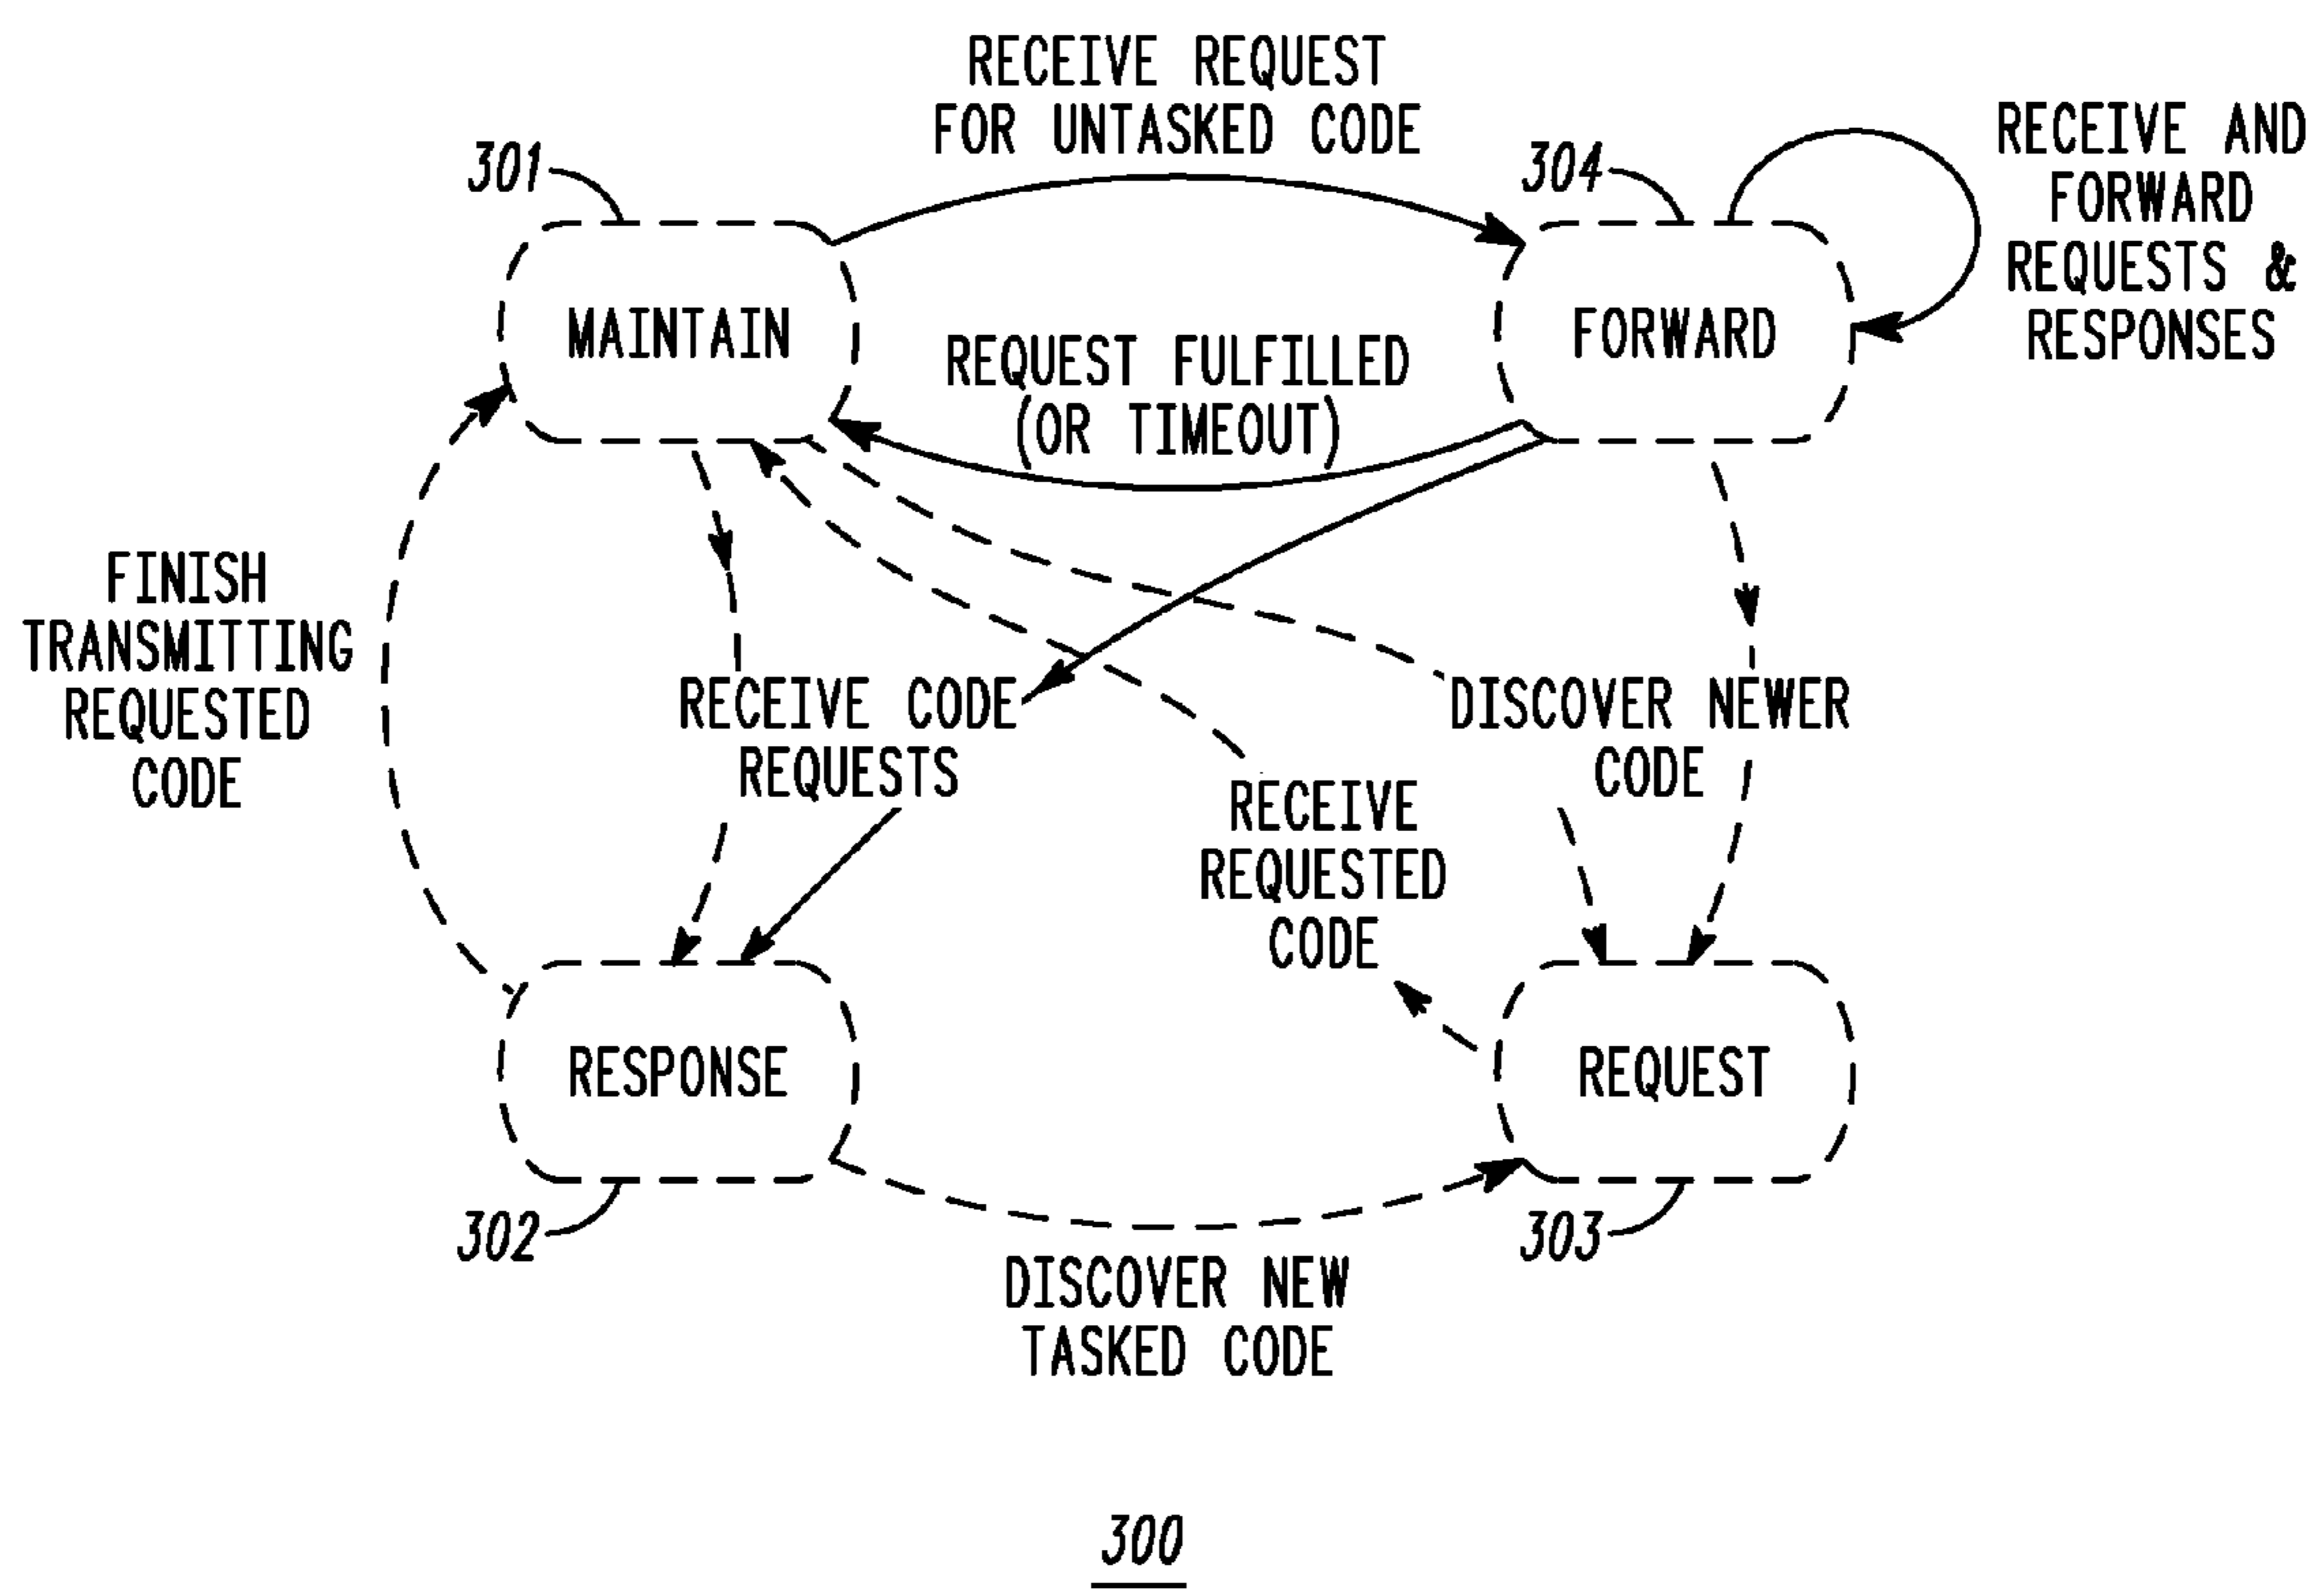 RECEIVE REQUEST
FOR UNTASKED CODE
301
304
RECEIVE AND
FORWARD
REQUESTS &
RESPONSES
MAINTAIN
FORWARD
REQUEST FULFILLED
(OR TIMEOUT)
FINISH
TRANSMITTING
REQUESTED
CODE
RECEIVE CODE
REQUESTS
DISCOVER NEWER
CODE
RECEIVE
REQUESTED
CODE
RESPONSE
REQUEST
302
303
DISCOVER NEW
TASKED CODE
300